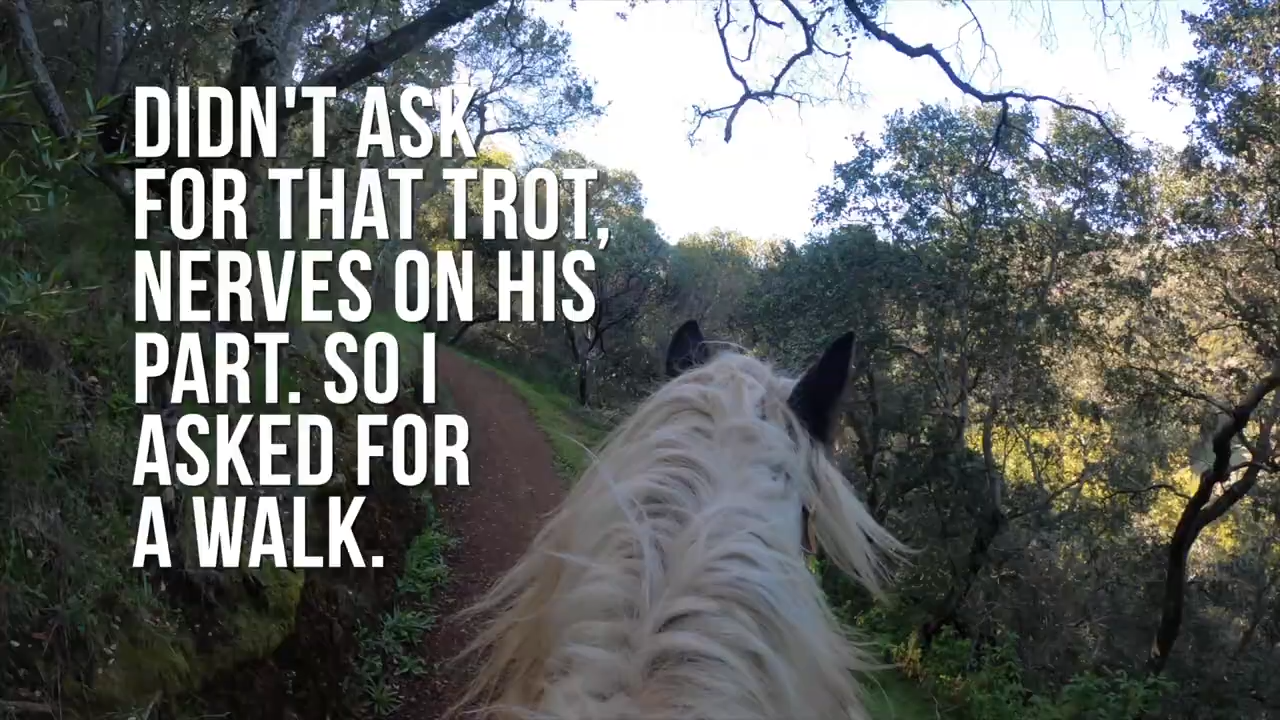 DIDN'T ASK
FOR THAT TROT,
NERVES ON HIS
PART. SO I
ASKED FOR
A WALK.